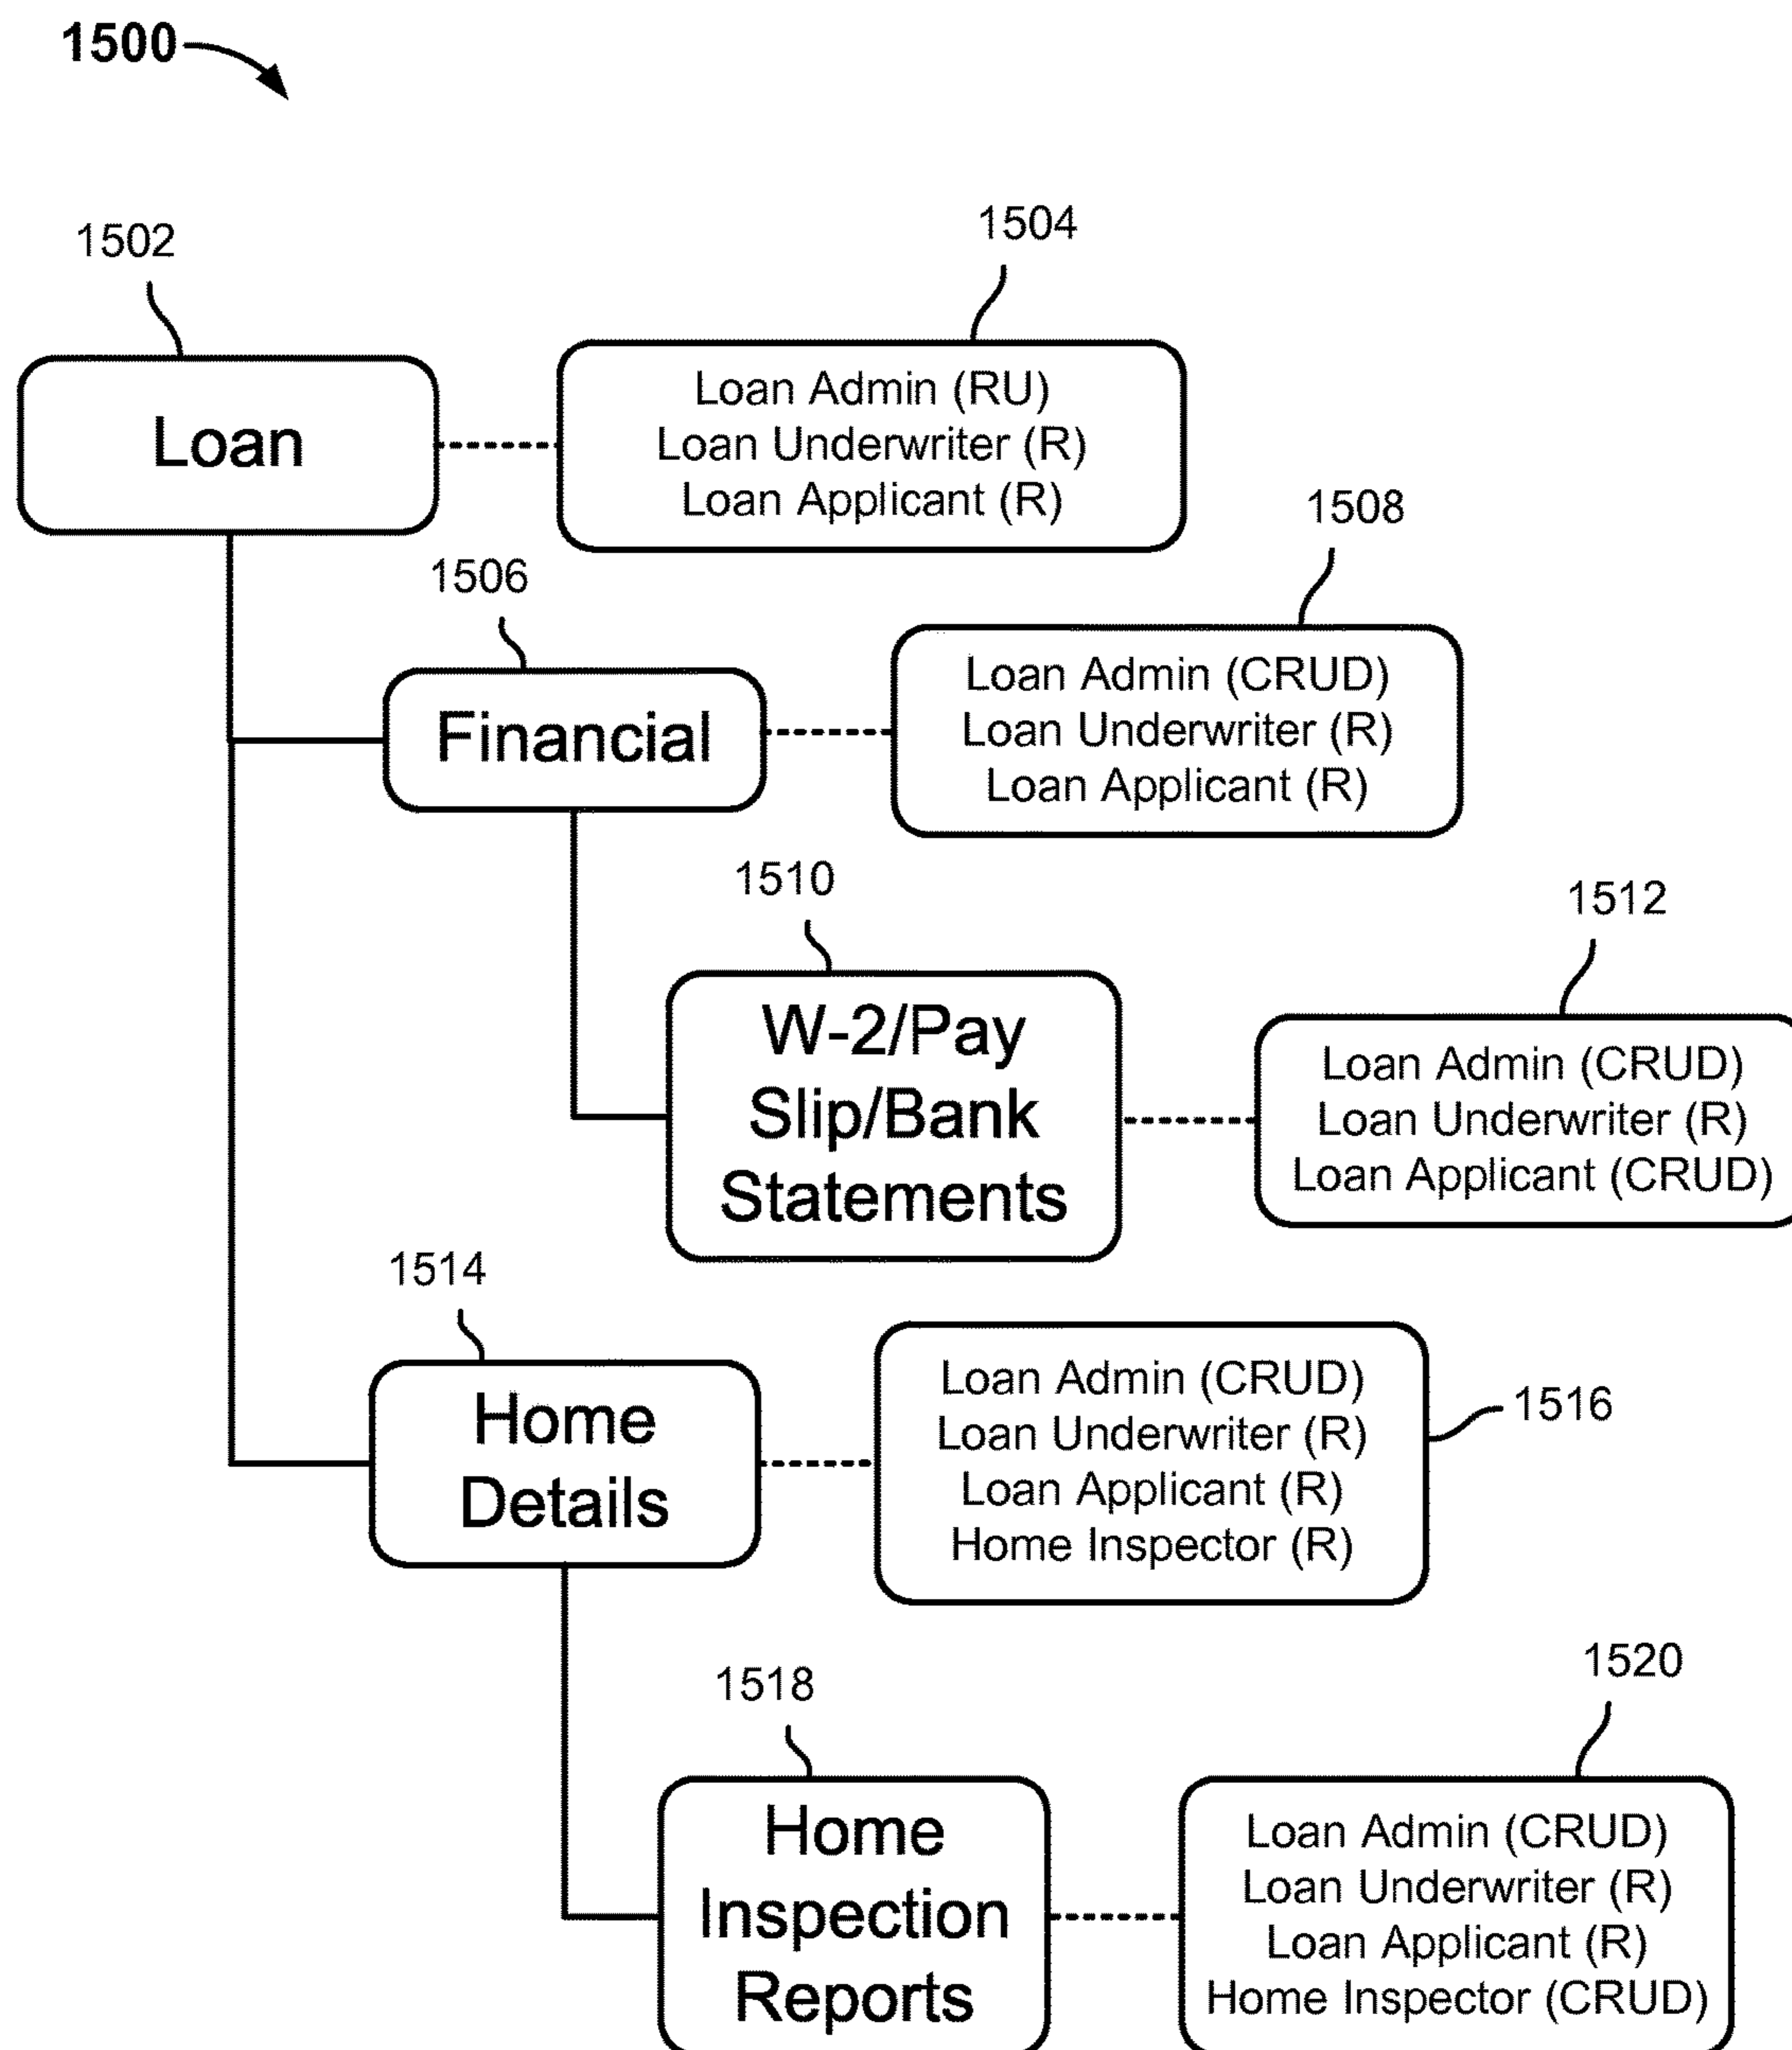 1500
1502
1504
Loan
Loan Admin (RU)
Loan Underwriter (R)
Loan Applicant (R)
1506
1508
Financial
Loan Admin (CRUD)
Loan Underwriter (R)
Loan Applicant (R)
1510
1512
W-2/Pay
Slip/Bank
Statements
Loan Admin (CRUD)
Loan Underwriter (R)
Loan Applicant (CRUD)
1514
Home
Details
Loan Admin (CRUD)
Loan Underwriter (R)
Loan Applicant (R)
Home Inspector (R)
1516
1518
1520
Home
Inspection
Reports
Loan Admin (CRUD)
Loan Underwriter (R)
Loan Applicant (R)
Home Inspector (CRUD)